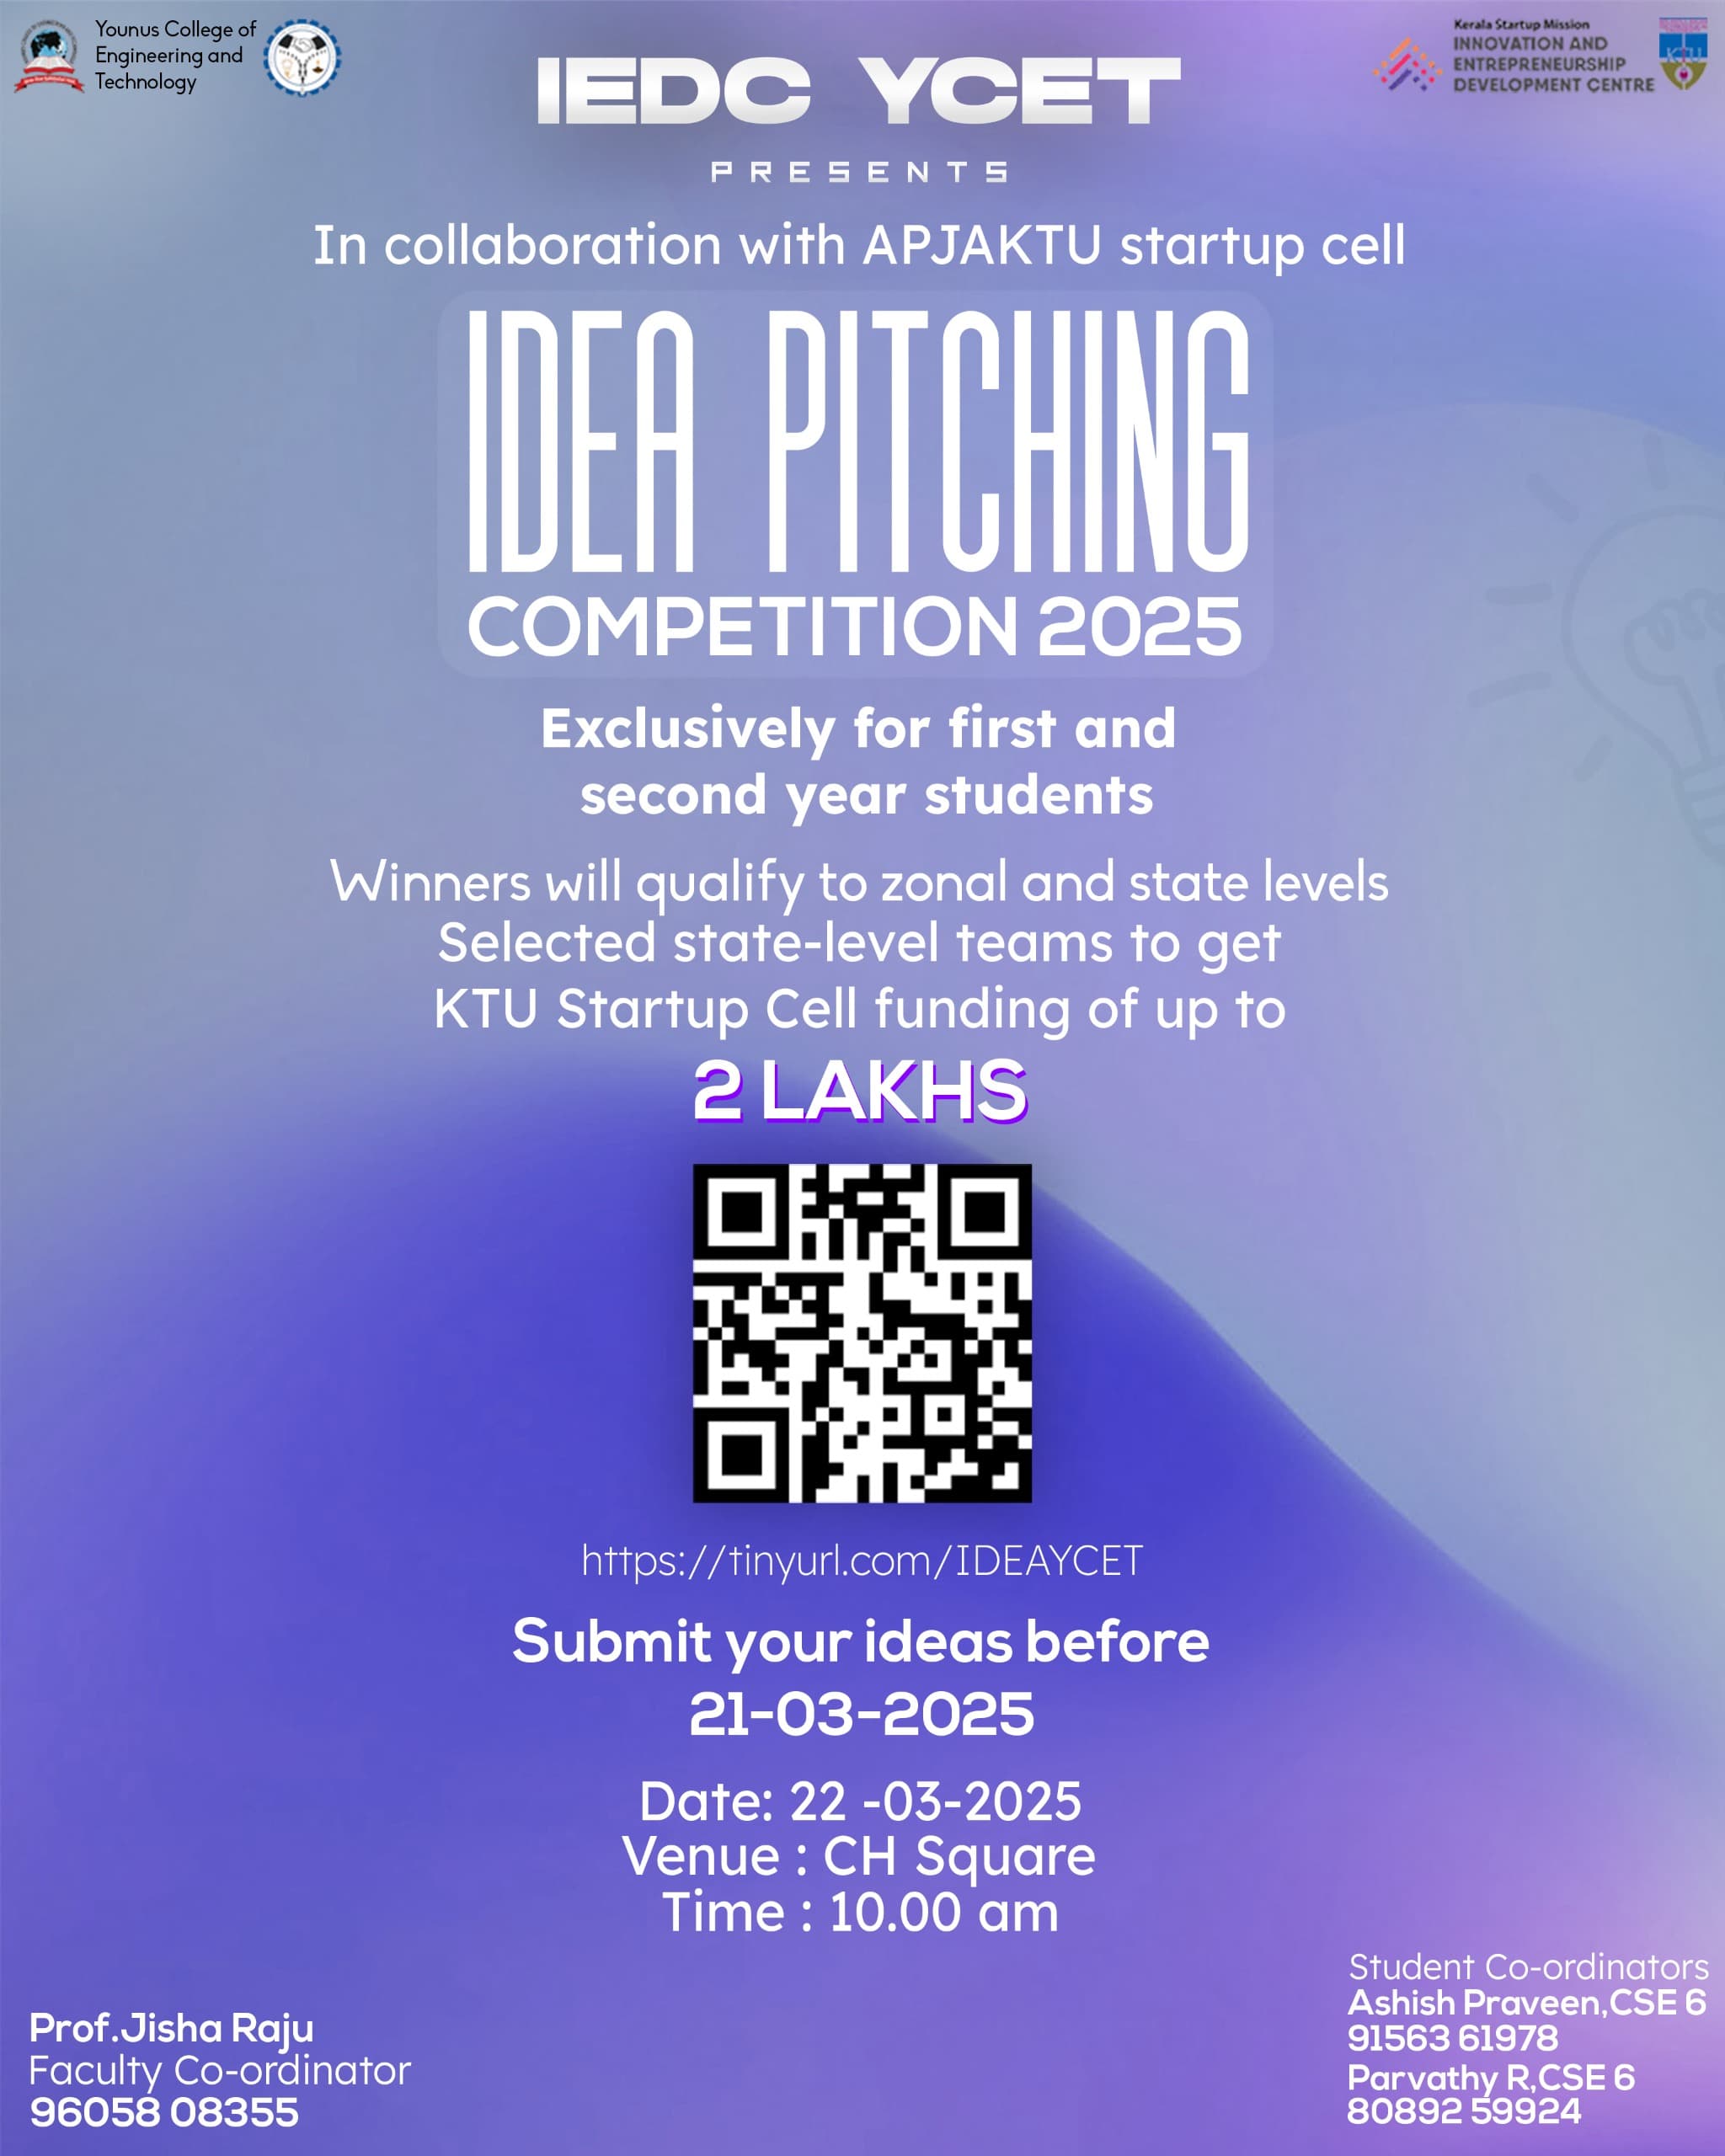 Younus College of
Engineering and
Technology
Kerala Startup Mission
INNOVATION AND
ENTREPRENEURSHIP
DEVELOPMENT CENTRE
KTU
IEDC YCET
PRESENTS
In collaboration with APJAKTU startup cell
IDEA PITCHING
COMPETITION 2025
Exclusively for first and
second year students
Winners will qualify to zonal and state levels
Selected state-level teams to get
KTU Startup Cell funding of up to
2 LAKHS
https://tinyurl.com/IDEAYCET
Submit your ideas before
21-03-2025
Date: 22 -03-2025
Venue : CH Square
Time : 10.00 am
Prof.Jisha Raju
Faculty Co-ordinator
96058 08355
Student Co-ordinators
Ashish Praveen,CSE 6
91563 61978
Parvathy R,CSE 6
80892 59924